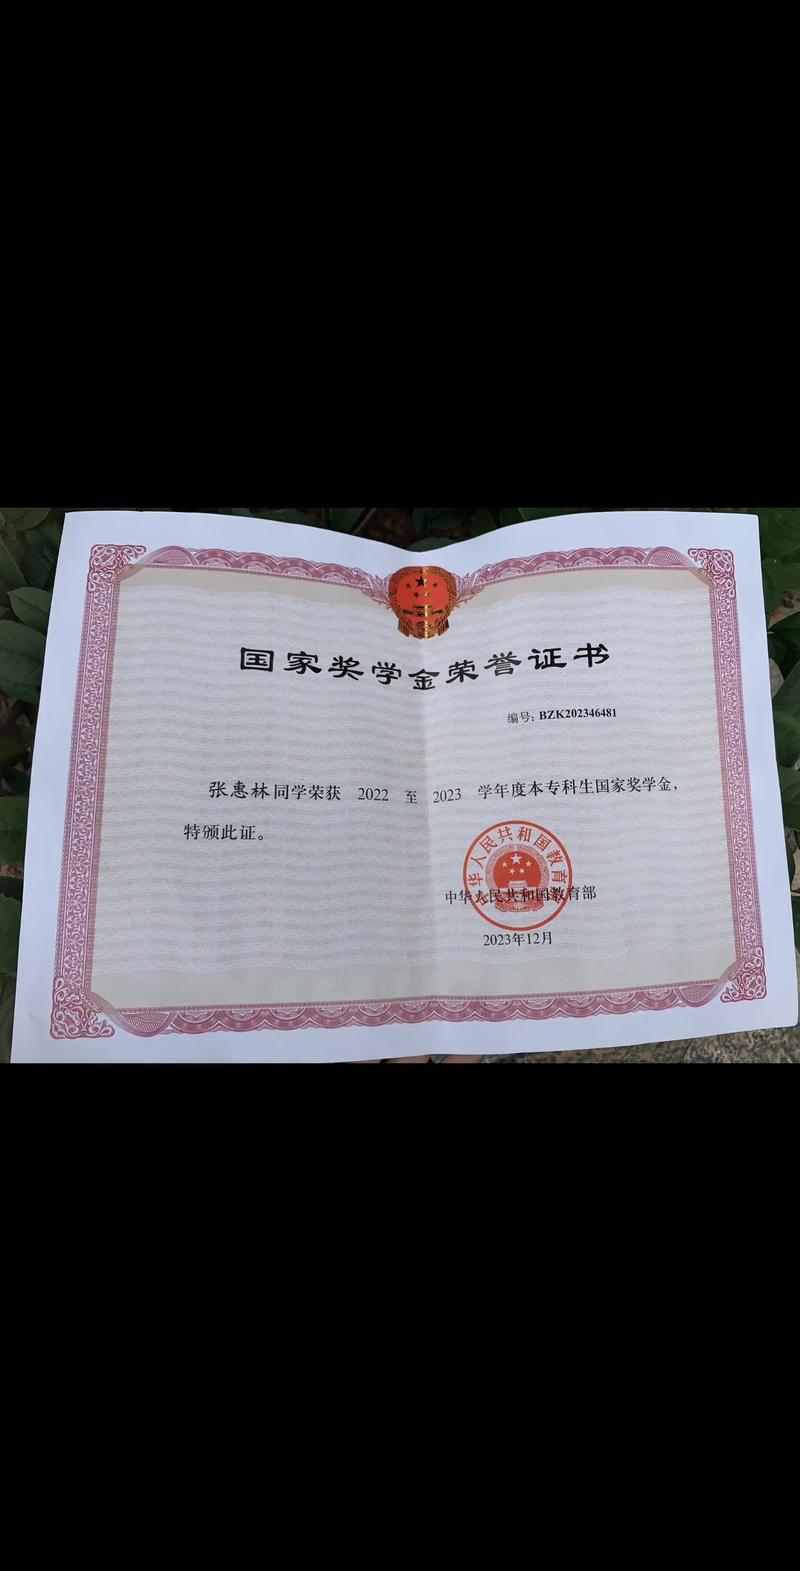 国家奖学金荣誉证书
编号: BZK202346481
张惠林同学荣获 2022 至 2023 学年度本专科生国家奖学金，
特颁此证。
中华人民共和国教育部
中华人民共和国教育部
2023年12月